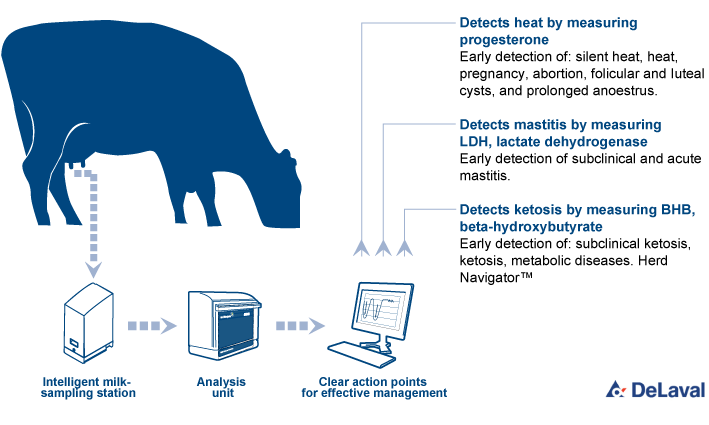 Detects heat by measuring
progesterone
Early detection of: silent heat, heat,
pregnancy, abortion, follicular and luteal
cysts, and prolonged anoestrus.
Detects mastitis by measuring
LDH, lactate dehydrogenase
Early detection of subclinical and acute
mastitis.
Detects ketosis by measuring BHB,
beta-hydroxybutyrate
Early detection of: subclinical ketosis,
ketosis, metabolic diseases. Herd
Navigator™
Intelligent milk-
sampling station
Analysis
unit
Clear action points
for effective management
DeLaval